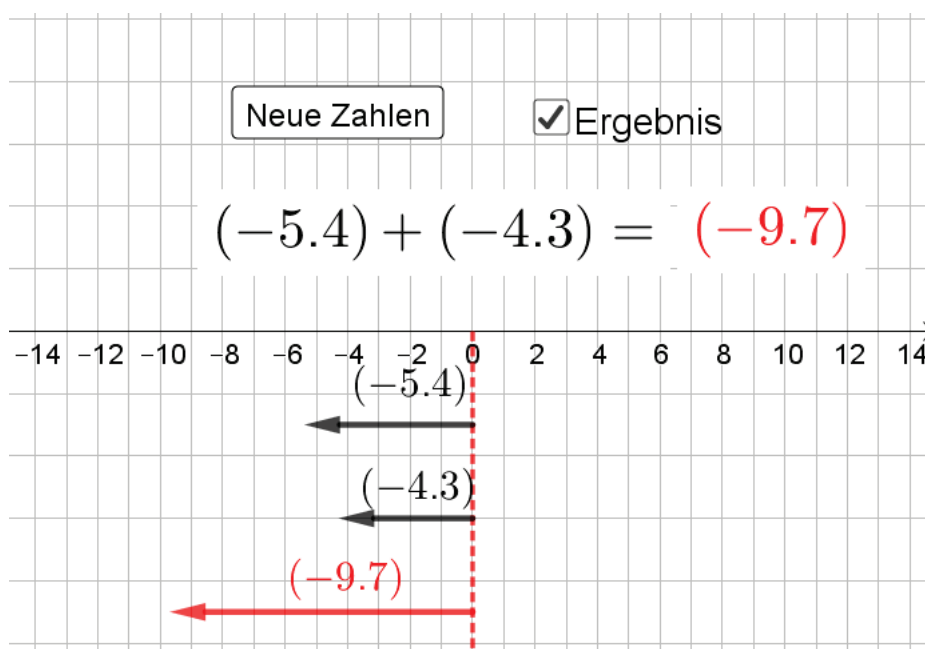 Neue Zahlen
Ergebnis
(−5.4) + (−4.3) = (−9.7)
−14 −12 −10 −8 −6 −4 −2 0 2 4 6 8 10 12 14
(−5.4)
(−4.3)
(−9.7)